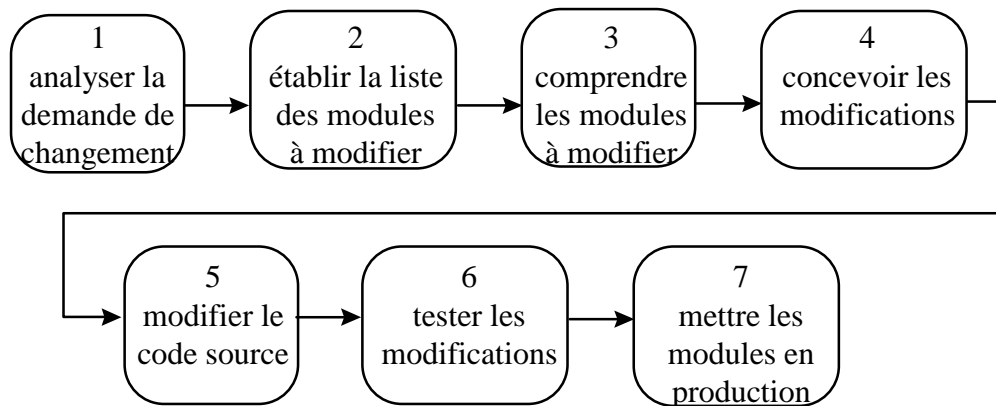 1
analyser la
demande de
changement
2
établir la liste
des modules
à modifier
3
comprendre
les modules
à modifier
4
concevoir les
modifications
5
modifier le
code source
6
tester les
modifications
7
mettre les
modules en
production